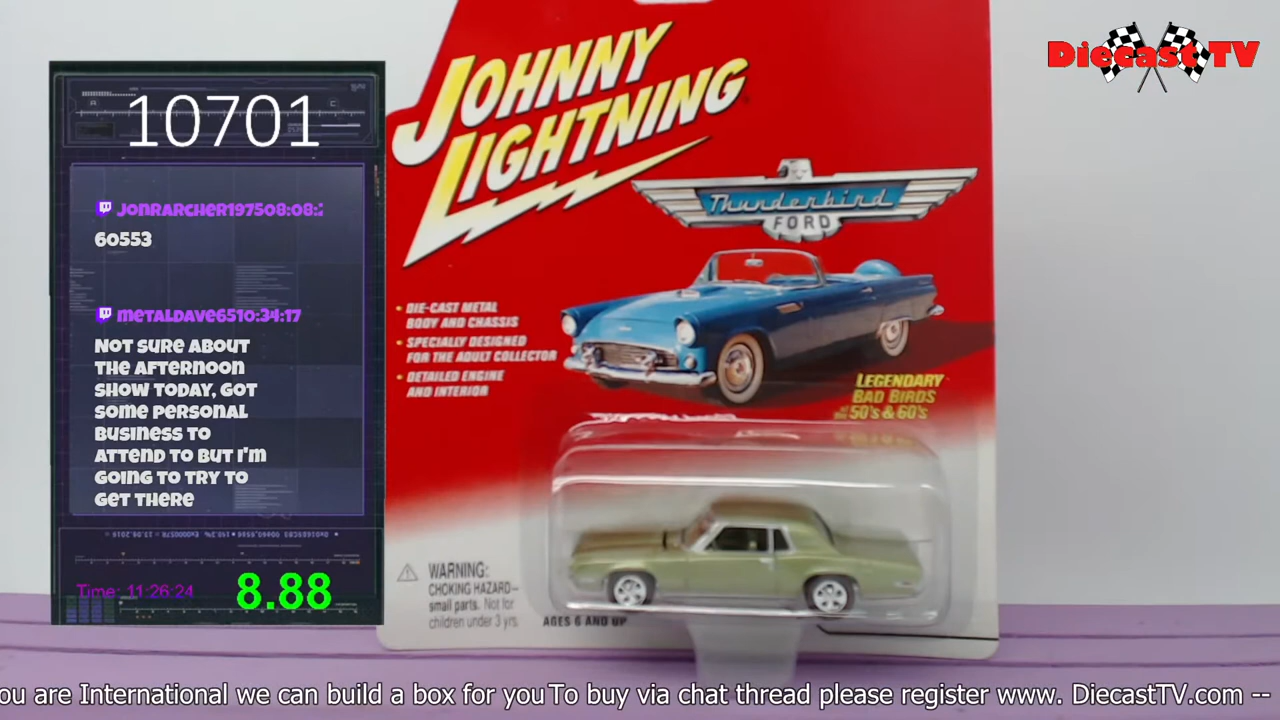 10701
JONRARCHER197508:08:2
60553
METALDAVE6510:34:17
NOT SURE ABOUT
THE AFTERNOON
SHOW TODAY, GOT
SOME PERSONAL
BUSINESS TO
ATTEND TO BUT I'M
GOING TO TRY TO
GET THERE
Time: 11:26:24
8.88
JOHNNY
LIGHTNING
Thunderbird
FORD
• DIE-CAST METAL
BODY AND CHASSIS
• SPECIALLY DESIGNED
FOR THE ADULT COLLECTOR
• DETAILED ENGINE
AND INTERIOR
LEGENDARY
BAD BIRDS
50's & 60's
WARNING:
CHOKING HAZARD–
small parts. Not for
children under 3 yrs.
AGES 6 AND UP
Diecast TV
ou are International we can build a box for you To buy via chat thread please register www. DiecastTV.com --